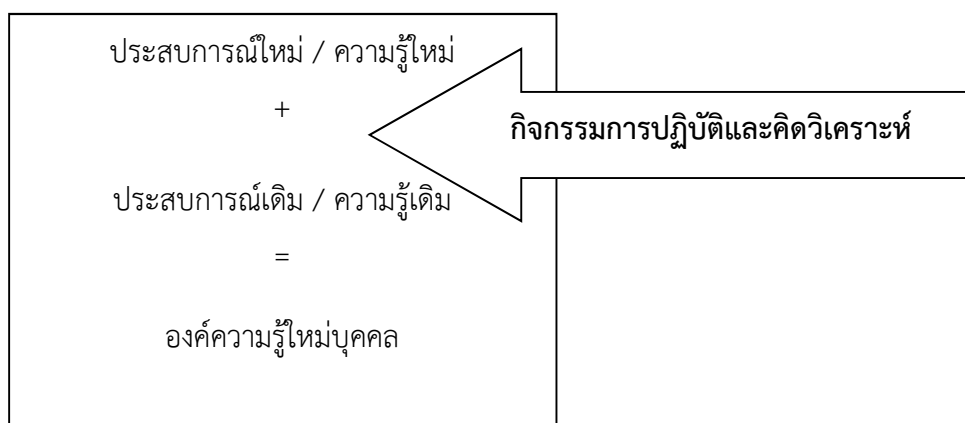 ประสบการณ์ใหม่ / ความรู้ใหม่
+
กิจกรรมการปฏิบัติและคิดวิเคราะห์
ประสบการณ์เดิม / ความรู้เดิม
=
องค์ความรู้ใหม่บุคคล